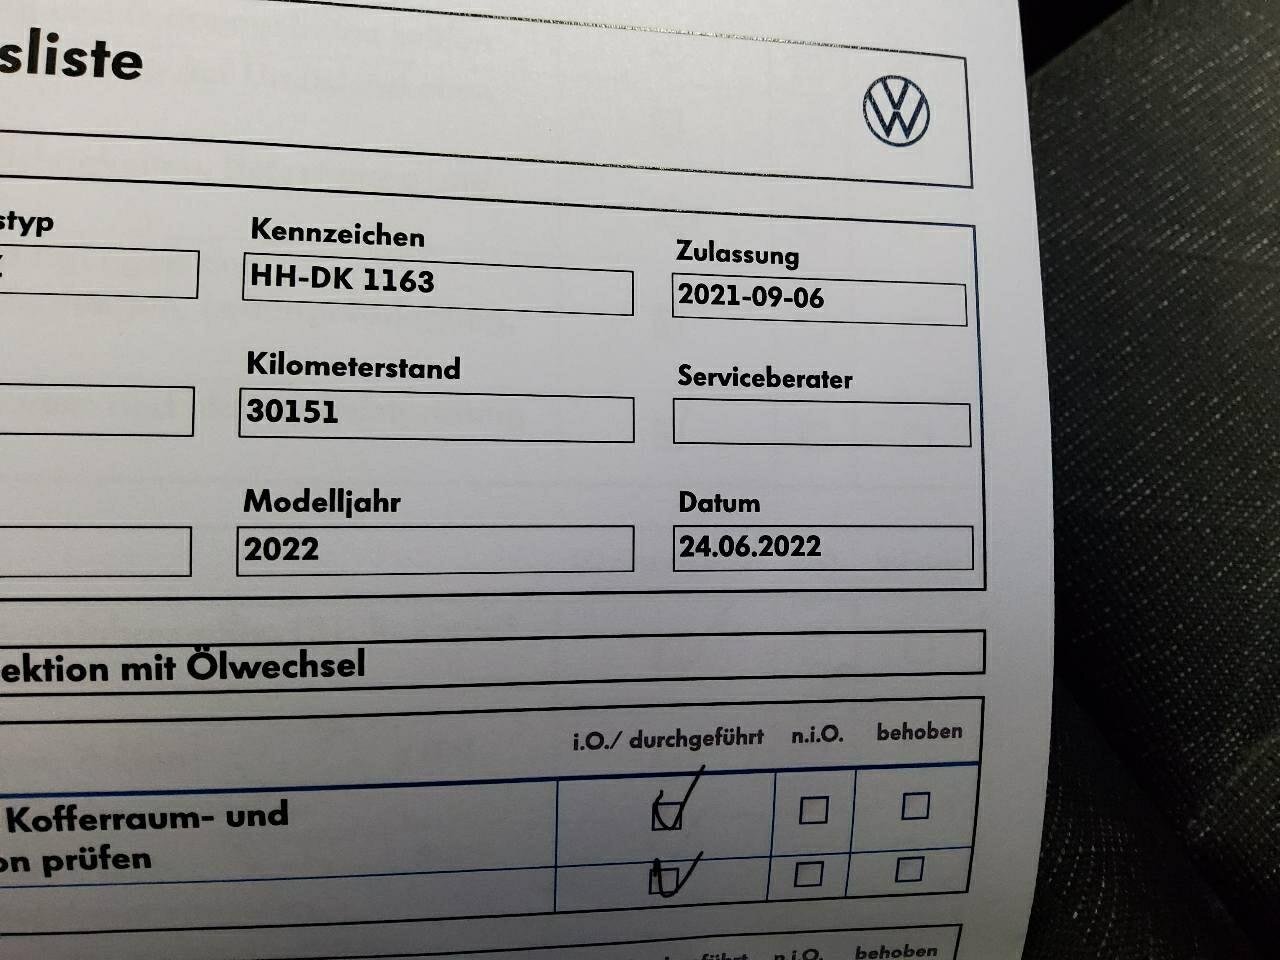 sliste
styp
Kennzeichen
Zulassung
HH-DK 1163
2021-09-06
Kilometerstand
Serviceberater
30151
Modelljahr
Datum
2022
24.06.2022
ektion mit Ölwechsel
i.O./ durchgeführt n.i.O. behoben
Kofferraum- und
on prüfen
führt n.i.O. behoben